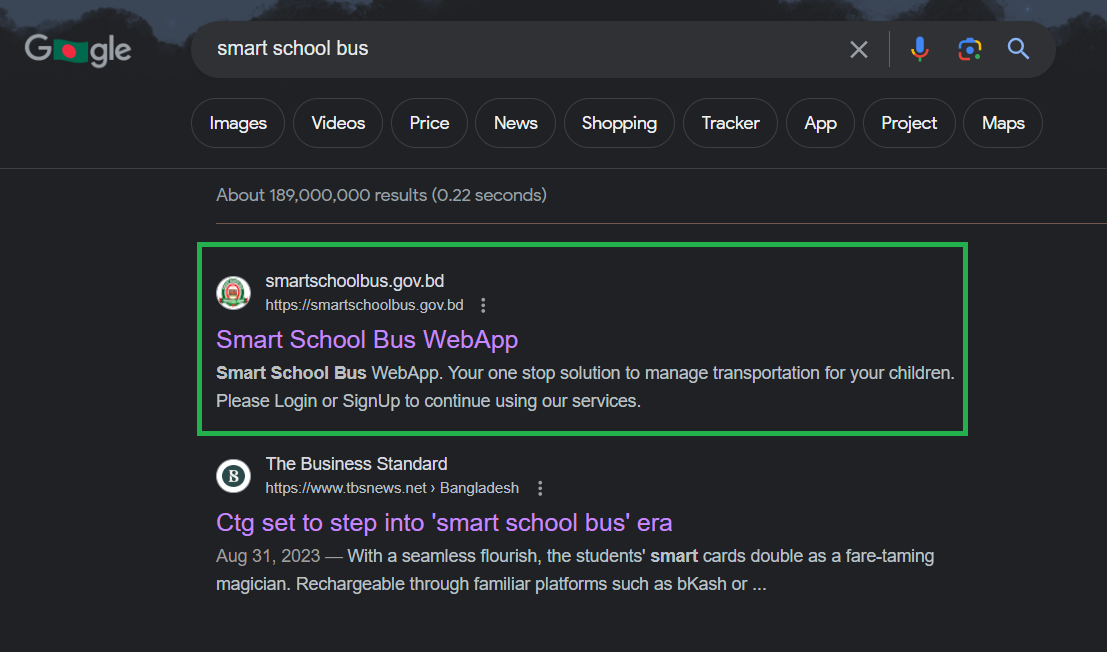 Google
smart school bus
Images Videos Price News Shopping Tracker App Project Maps
About 189,000,000 results (0.22 seconds)
smartschoolbus.gov.bd
https://smartschoolbus.gov.bd
Smart School Bus WebApp
Smart School Bus WebApp. Your one stop solution to manage transportation for your children.
Please Login or SignUp to continue using our services.
B
The Business Standard
https://www.tbsnews.net › Bangladesh
Ctg set to step into 'smart school bus' era
Aug 31, 2023 — With a seamless flourish, the students' smart cards double as a fare-taming
magician. Rechargeable through familiar platforms such as bKash or ...